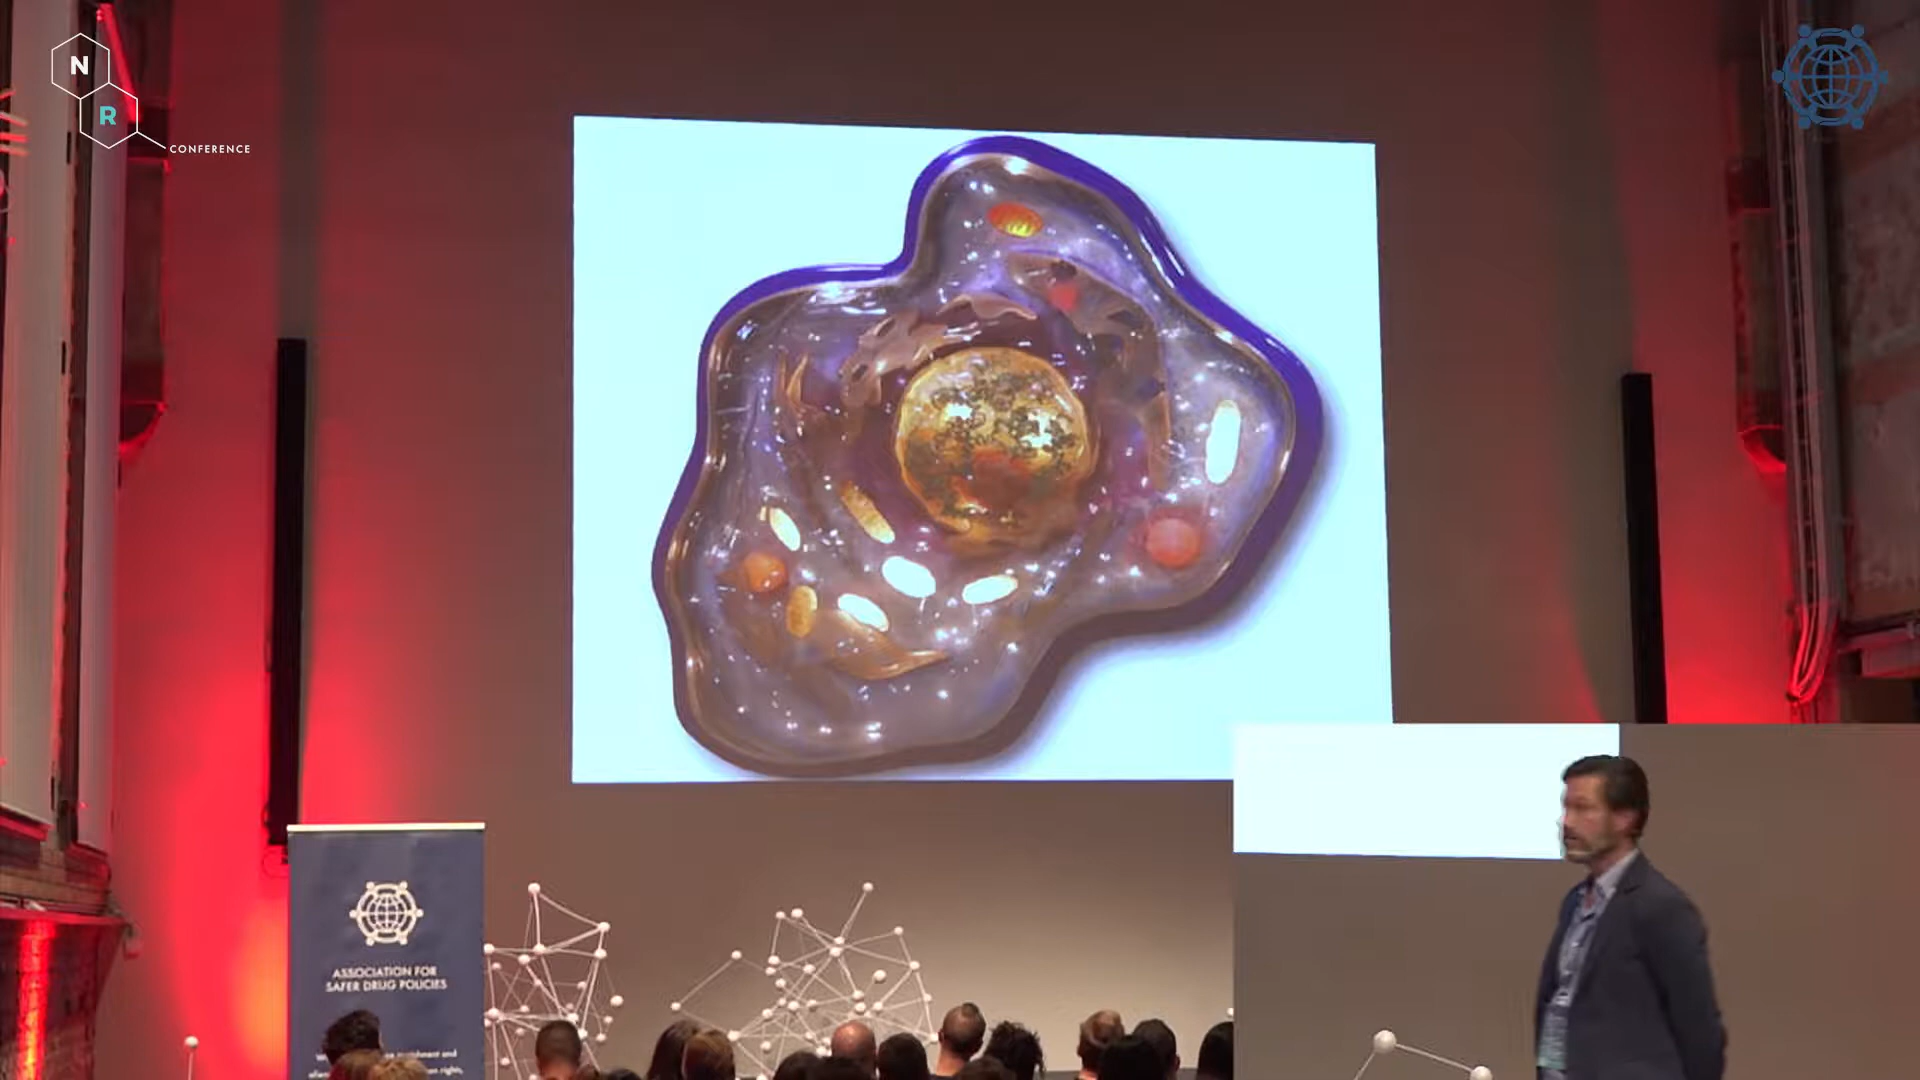 N
R
CONFERENCE
ASSOCIATION FOR
SAFER DRUG POLICIES